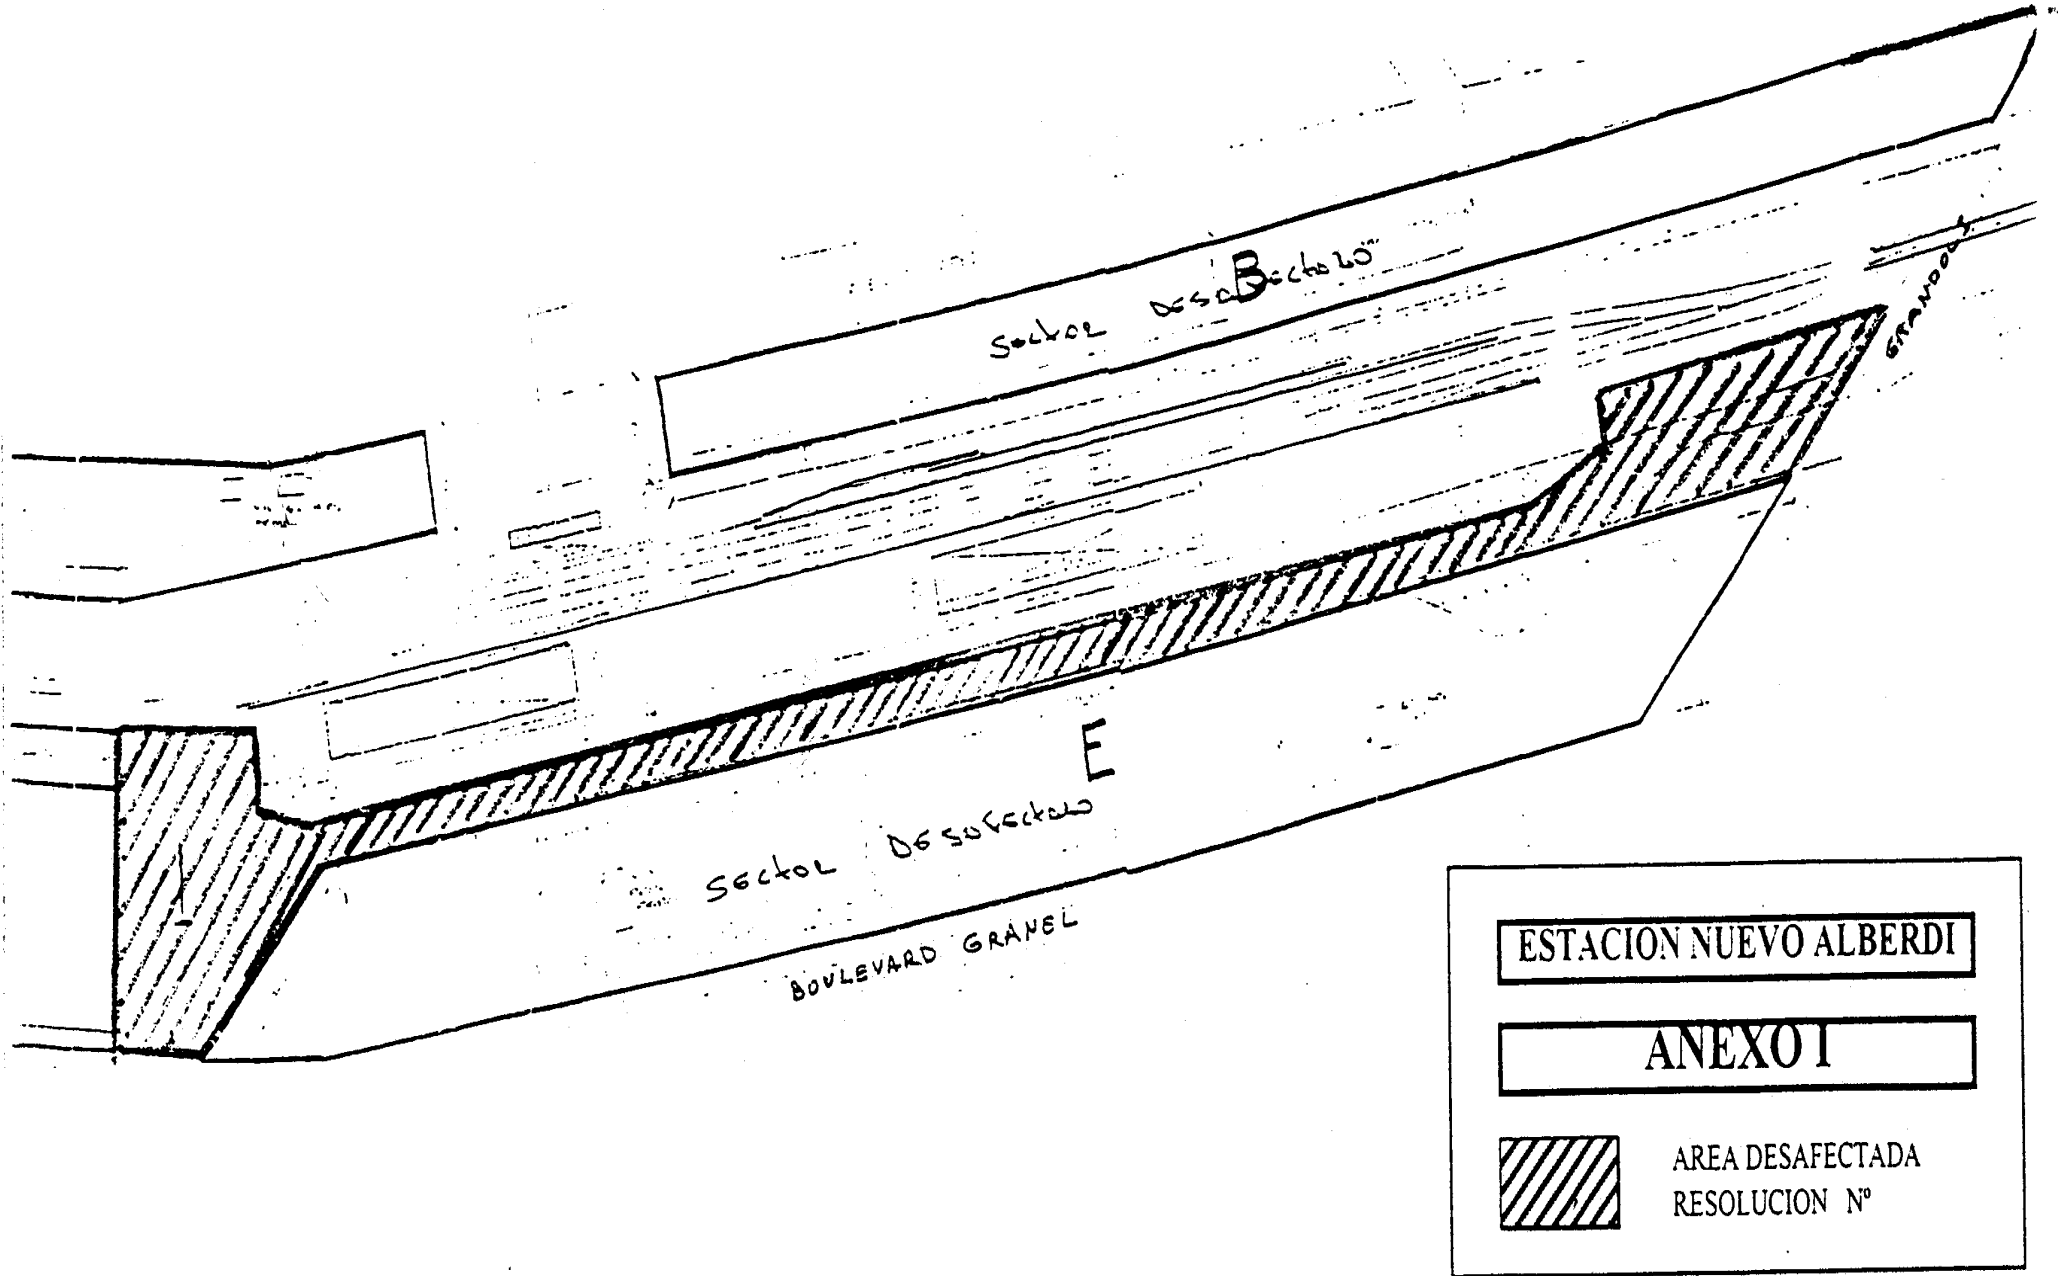 Sector DESafectado
B
GRANDOLI
E
SECtor DESafectado
BOULEVARD GRANEL
ESTACION NUEVO ALBERDI
ANEXO I
AREA DESAFECTADA
RESOLUCION Nº